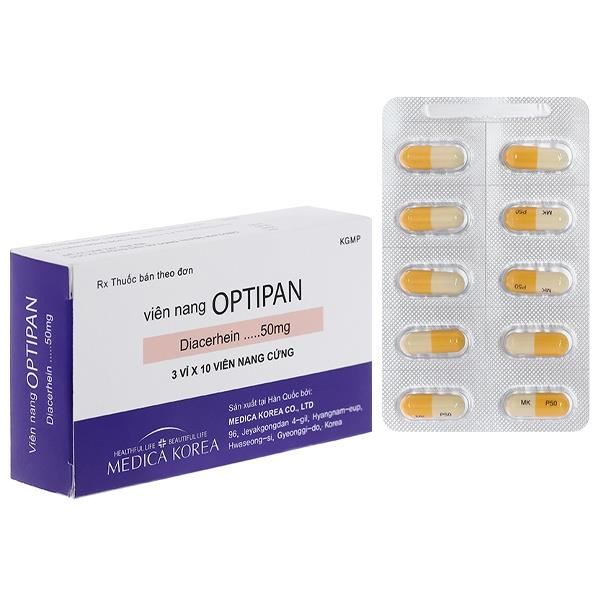 KGMP
Rx Thuốc bán theo đơn
viên nang OPTIPAN
Diacerhein .....50mg
3 VỈ X 10 VIÊN NANG CỨNG
Sản xuất tại Hàn Quốc bởi:
MEDICA KOREA CO., LTD
96, Jeyakgongdan 4-gil, Hyangnam-eup,
Hwaseong-si, Gyeonggi-do, Korea
HEALTHFUL LIFE BEAUTIFUL LIFE
MEDICA KOREA
Viên nang OPTIPAN
Diacerhein .....50mg
P50
MK
P50
MK
P50
MK P50